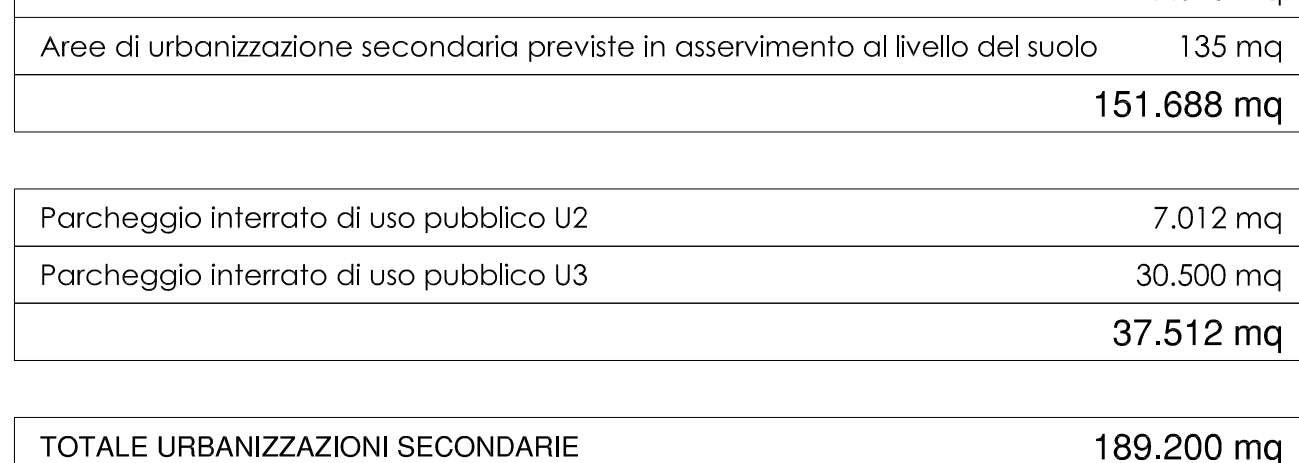 Aree di urbanizzazione secondaria previste in asservimento al livello del suolo 135 mq
151.688 mq
Parcheggio interrato di uso pubblico U2 7.012 mq
Parcheggio interrato di uso pubblico U3 30.500 mq
37.512 mq
TOTALE URBANIZZAZIONI SECONDARIE 189.200 mq